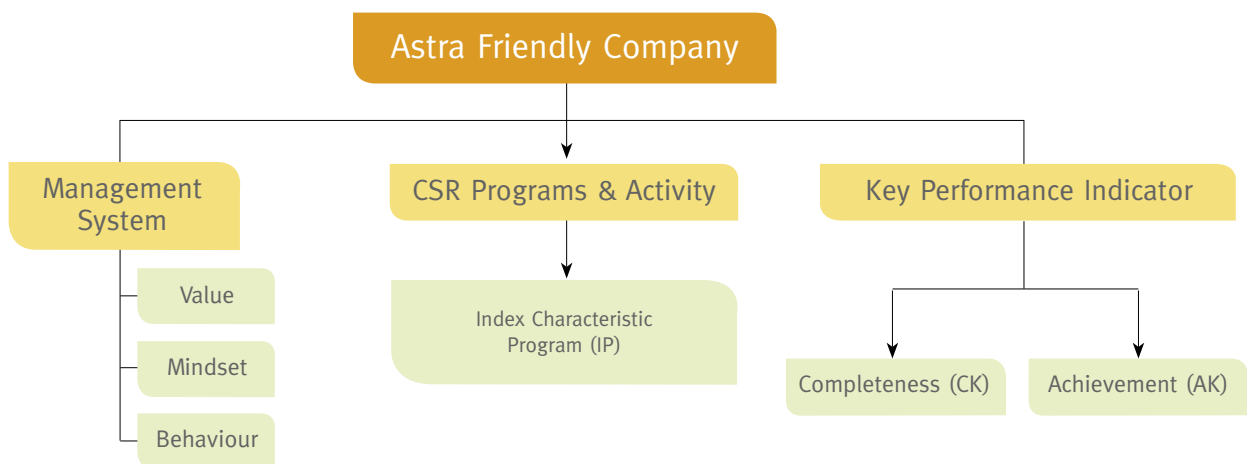 Astra Friendly Company
Management
System
CSR Programs & Activity
Key Performance Indicator
Value
Mindset
Behaviour
Index Characteristic
Program (IP)
Completeness (CK)
Achievement (AK)